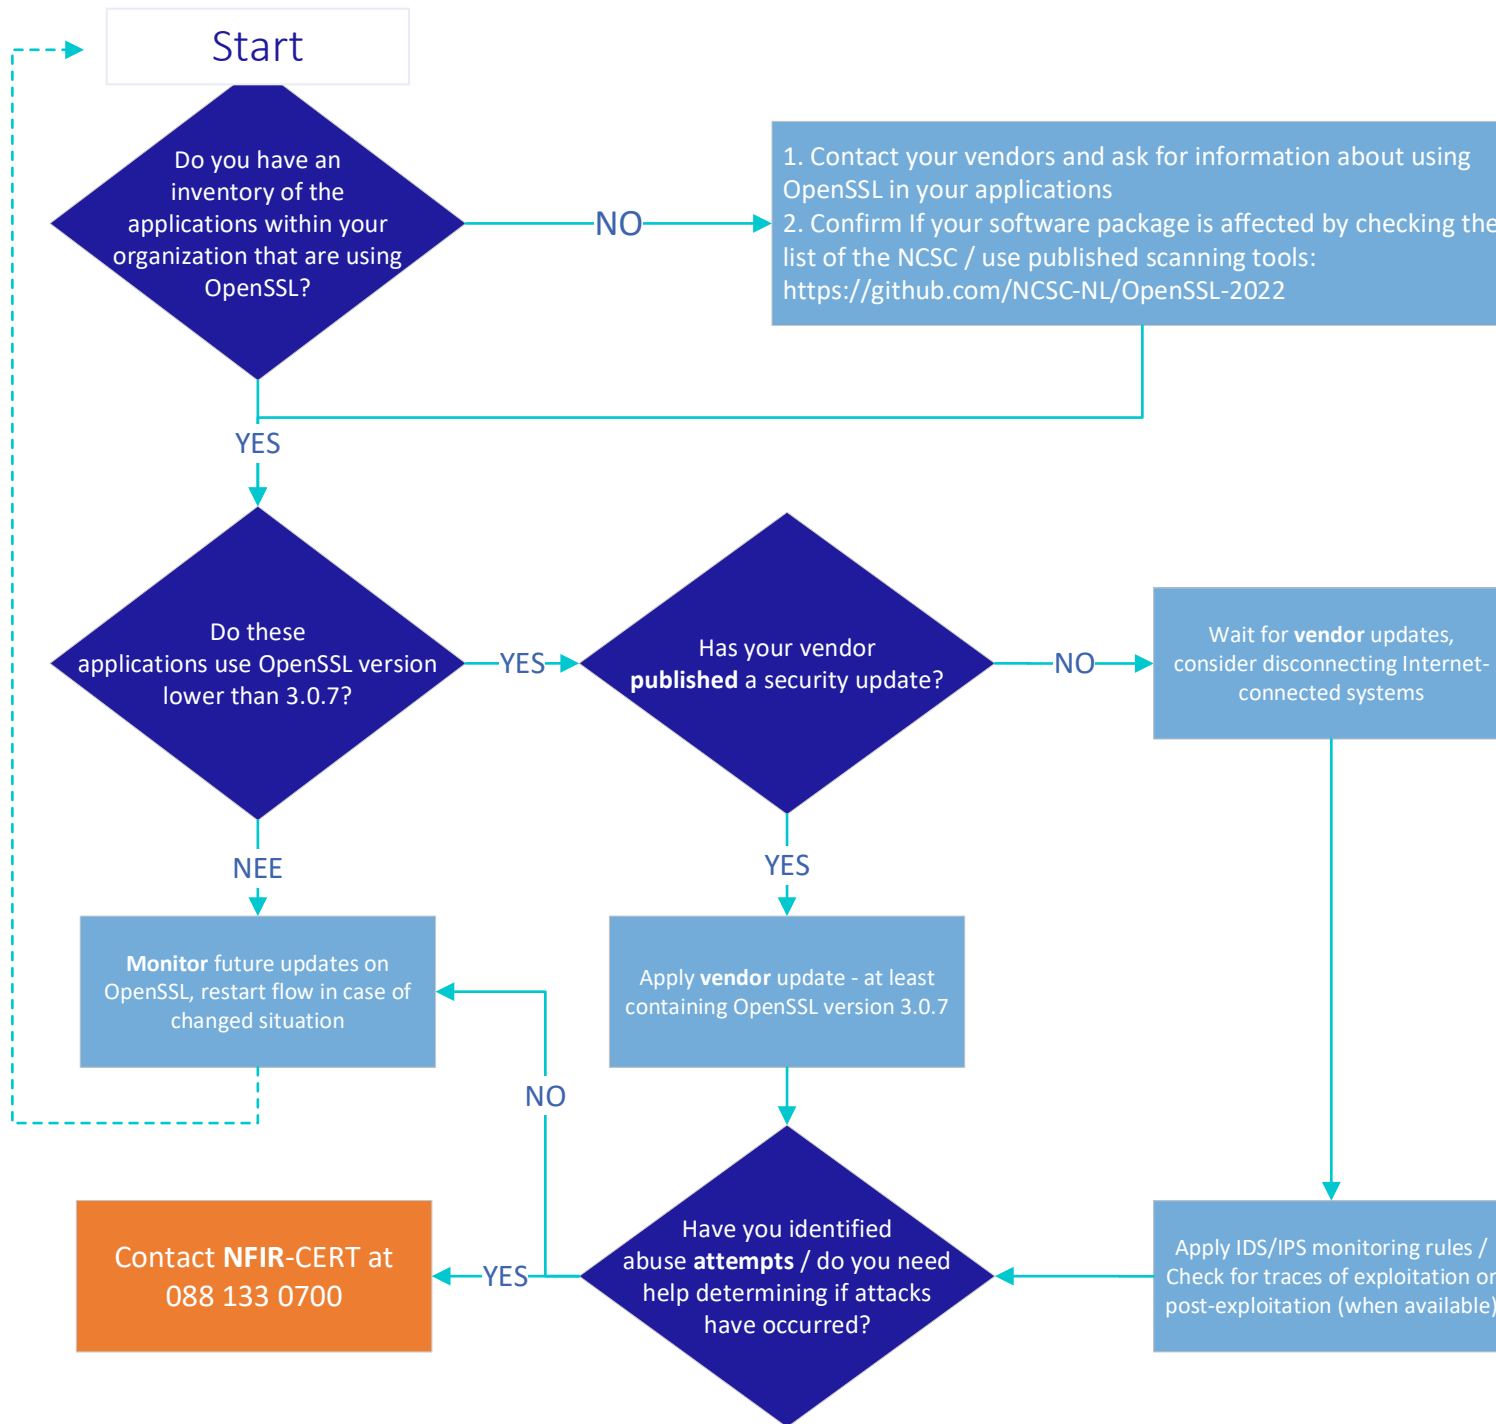 Start
Do you have an
inventory of the
applications within your
organization that are using
OpenSSL?
NO
1. Contact your vendors and ask for information about using
OpenSSL in your applications
2. Confirm If your software package is affected by checking the
list of the NCSC / use published scanning tools:
https://github.com/NCSC-NL/OpenSSL-2022
YES
Do these
applications use OpenSSL version
lower than 3.0.7?
YES
Has your vendor
published a security update?
NO
Wait for vendor updates,
consider disconnecting Internet-
connected systems
NEE
YES
Monitor future updates on
OpenSSL, restart flow in case of
changed situation
Apply vendor update - at least
containing OpenSSL version 3.0.7
NO
Contact NFIR-CERT at
088 133 0700
YES
Have you identified
abuse attempts / do you need
help determining if attacks
have occurred?
Apply IDS/IPS monitoring rules /
Check for traces of exploitation or
post-exploitation (when available)